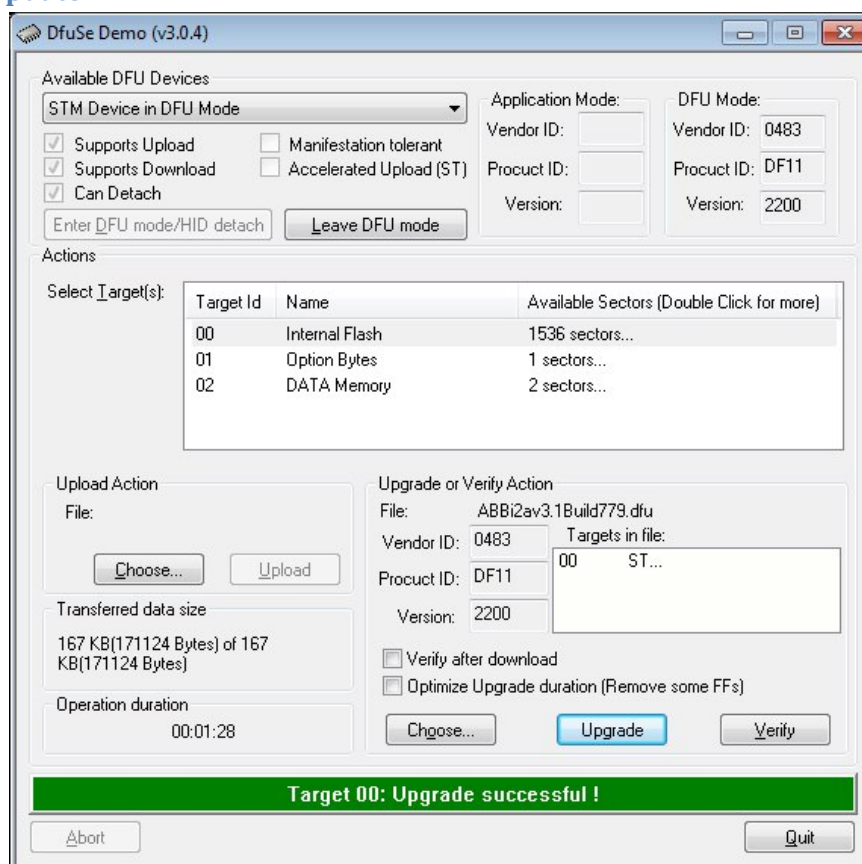 DfuSe Demo (v3.0.4)
Available DFU Devices
STM Device in DFU Mode
Supports Upload
Manifestation tolerant
Supports Download
Accelerated Upload (ST)
Can Detach
Enter DFU mode/HID detach
Leave DFU mode
Application Mode:
Vendor ID:
Procuct ID:
Version:
DFU Mode:
Vendor ID: 0483
Procuct ID: DF11
Version: 2200
Actions
Select Target(s):
Target Id Name Available Sectors (Double Click for more)
00 Internal Flash 1536 sectors...
01 Option Bytes 1 sectors...
02 DATA Memory 2 sectors...
Upload Action
File:
Choose... Upload
Transferred data size
167 KB(171124 Bytes) of 167
KB(171124 Bytes)
Operation duration
00:01:28
Upgrade or Verify Action
File: ABBi2av3.1Build779.dfu
Vendor ID: 0483
Procuct ID: DF11
Version: 2200
Targets in file:
00 ST...
Verify after download
Optimize Upgrade duration (Remove some FFs)
Choose... Upgrade Verify
Target 00: Upgrade successful !
Abort Quit